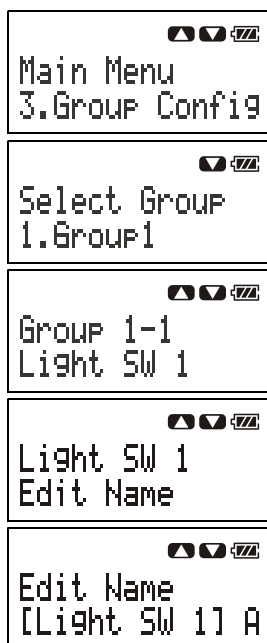 Main Menu
3.Group Config
Select Group
1.Group1
Group 1-1
Light SW 1
Light SW 1
Edit Name
Edit Name
[Light SW 1] A